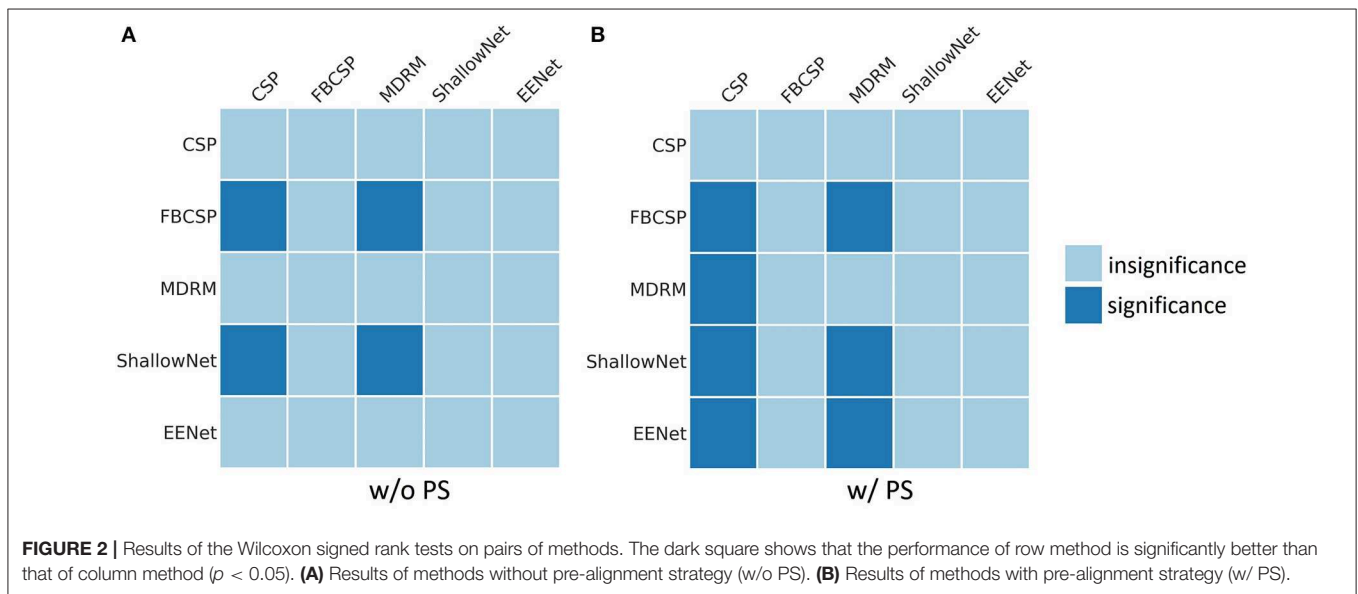 A
B
CSP
FBCSP
MDRM
ShallowNet
EENet
CSP
FBCSP
MDRM
ShallowNet
EENet
CSP
FBCSP
MDRM
ShallowNet
EENet
CSP
FBCSP
MDRM
ShallowNet
EENet
insignificance
significance
w/o PS
w/ PS
FIGURE 2 | Results of the Wilcoxon signed rank tests on pairs of methods. The dark square shows that the performance of row method is significantly better than
that of column method (p < 0.05). (A) Results of methods without pre-alignment strategy (w/o PS). (B) Results of methods with pre-alignment strategy (w/ PS).